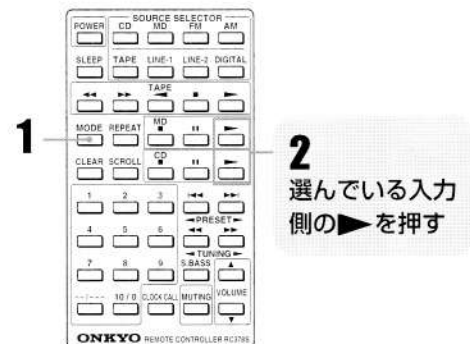 SOURCE SELECTOR
POWER CD MD FM AM
SLEEP TAPE LINE-1 LINE-2 DIGITAL
TAPE
◀◀ ▶▶ ◀ ■ ▶
1
MODE REPEAT MD
■ II ▶
2
選んでいる入力
側の▶を押す
CLEAR SCROLL CD
■ II ▶
1 2 3 I◀◀ ▶▶I
◀PRESET▶
4 5 6 ◀◀ ▶▶
◀TUNING▶
7 8 9 S.BASS ▲
--/--- 10/0 CLOCK CALL MUTING VOLUME
▼
ONKYO REMOTE CONTROLLER RC378S